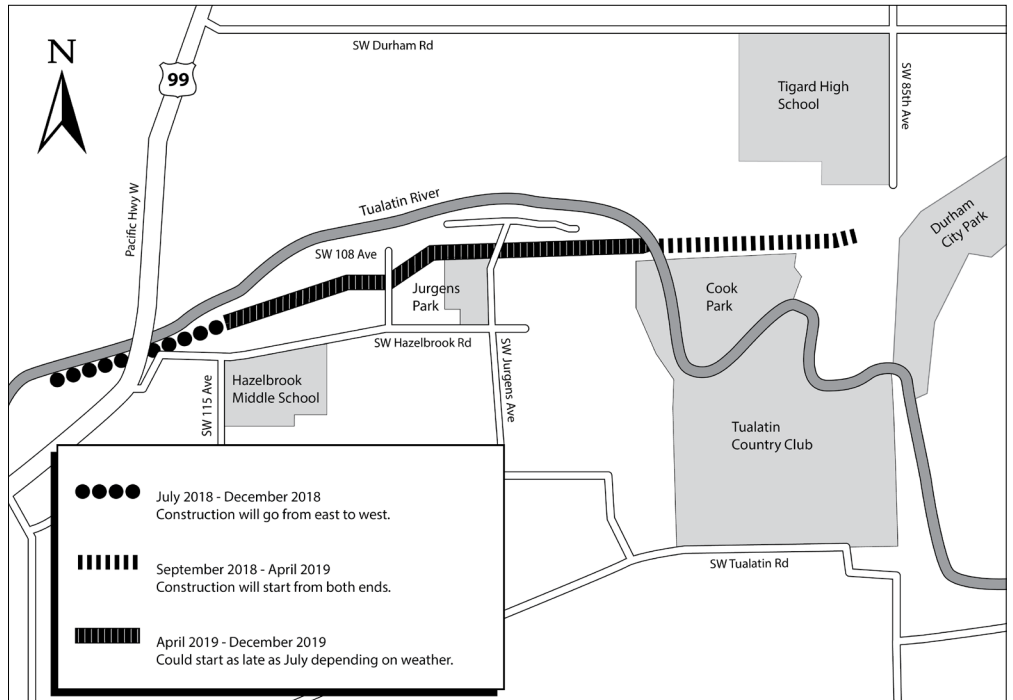 N
99
SW Durham Rd
Tigard High
School
SW 85th Ave
Durham
City Park
Pacific Hwy W
Tualatin River
SW 108 Ave
Jurgens
Park
Cook
Park
SW Hazelbrook Rd
SW Jurgens Ave
SW 115 Ave
Hazelbrook
Middle School
Tualatin
Country Club
SW Tualatin Rd
July 2018 - December 2018
Construction will go from east to west.
September 2018 - April 2019
Construction will start from both ends.
April 2019 - December 2019
Could start as late as July depending on weather.